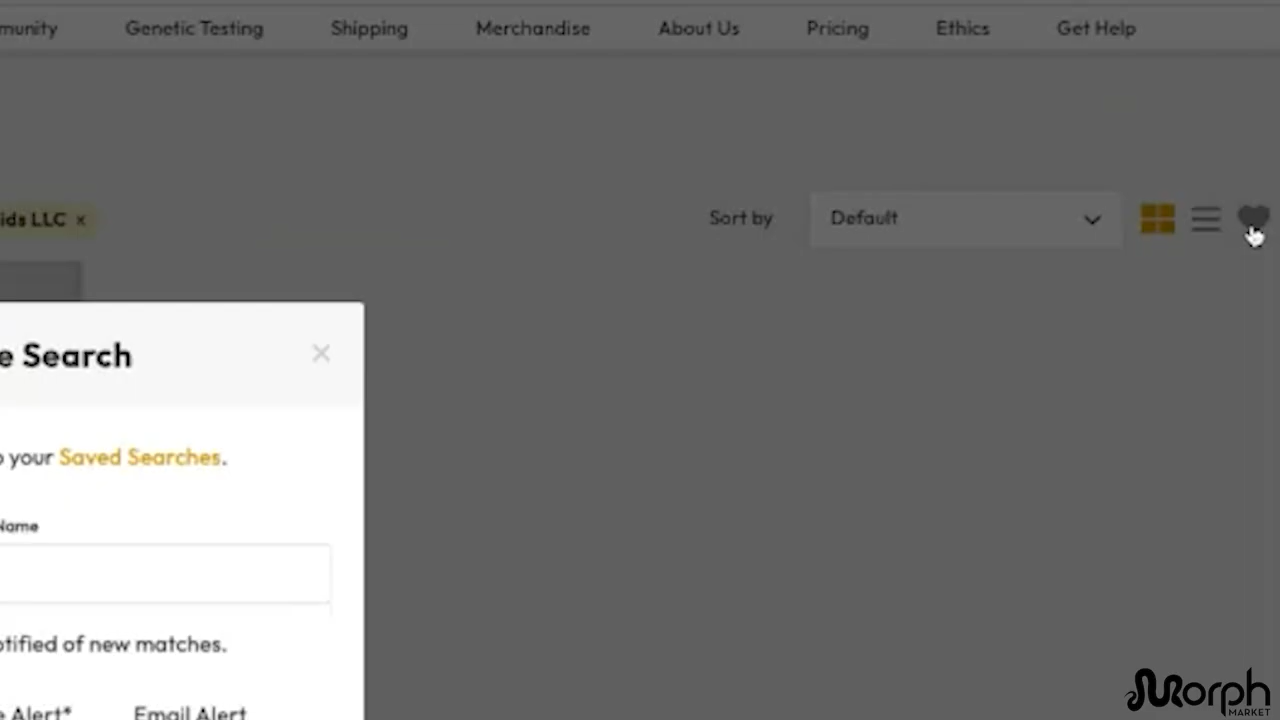 munity Genetic Testing Shipping Merchandise About Us Pricing Ethics Get Help
ids LLC × Sort by Default
e Search ×
o your Saved Searches.
Name
otified of new matches.
e Alert* Email Alert
Morph
MARKET